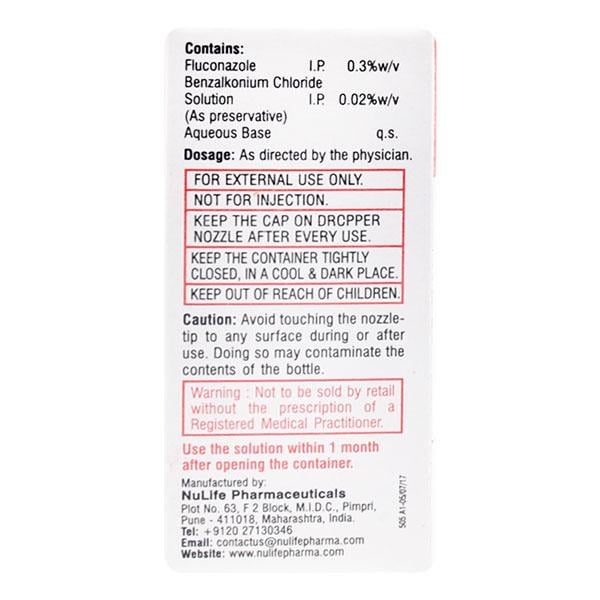 Contains:
Fluconazole I.P. 0.3%w/v
Benzalkonium Chloride
Solution I.P. 0.02%w/v
(As preservative)
Aqueous Base q.s.
Dosage: As directed by the physician.
FOR EXTERNAL USE ONLY.
NOT FOR INJECTION.
KEEP THE CAP ON DRCPPER
NOZZLE AFTER EVERY USE.
KEEP THE CONTAINER TIGHTLY
CLOSED, IN A COOL & DARK PLACE.
KEEP OUT OF REACH OF CHILDREN.
Caution: Avoid touching the nozzle-
tip to any surface during or after
use. Doing so may contaminate the
contents of the bottle.
Warning : Not to be sold by retail
without the prescription of a
Registered Medical Practitioner.
Use the solution within 1 month
after opening the container.
Manufactured by:
NuLife Pharmaceuticals
Plot No. 63, F 2 Block, M.I.D.C., Pimpri,
Pune - 411018, Maharashtra, India.
Tel: +9120 27130346
Email: contactus@nulifepharma.com
Website: www.nulifepharma.com
505 A1-05/07/17